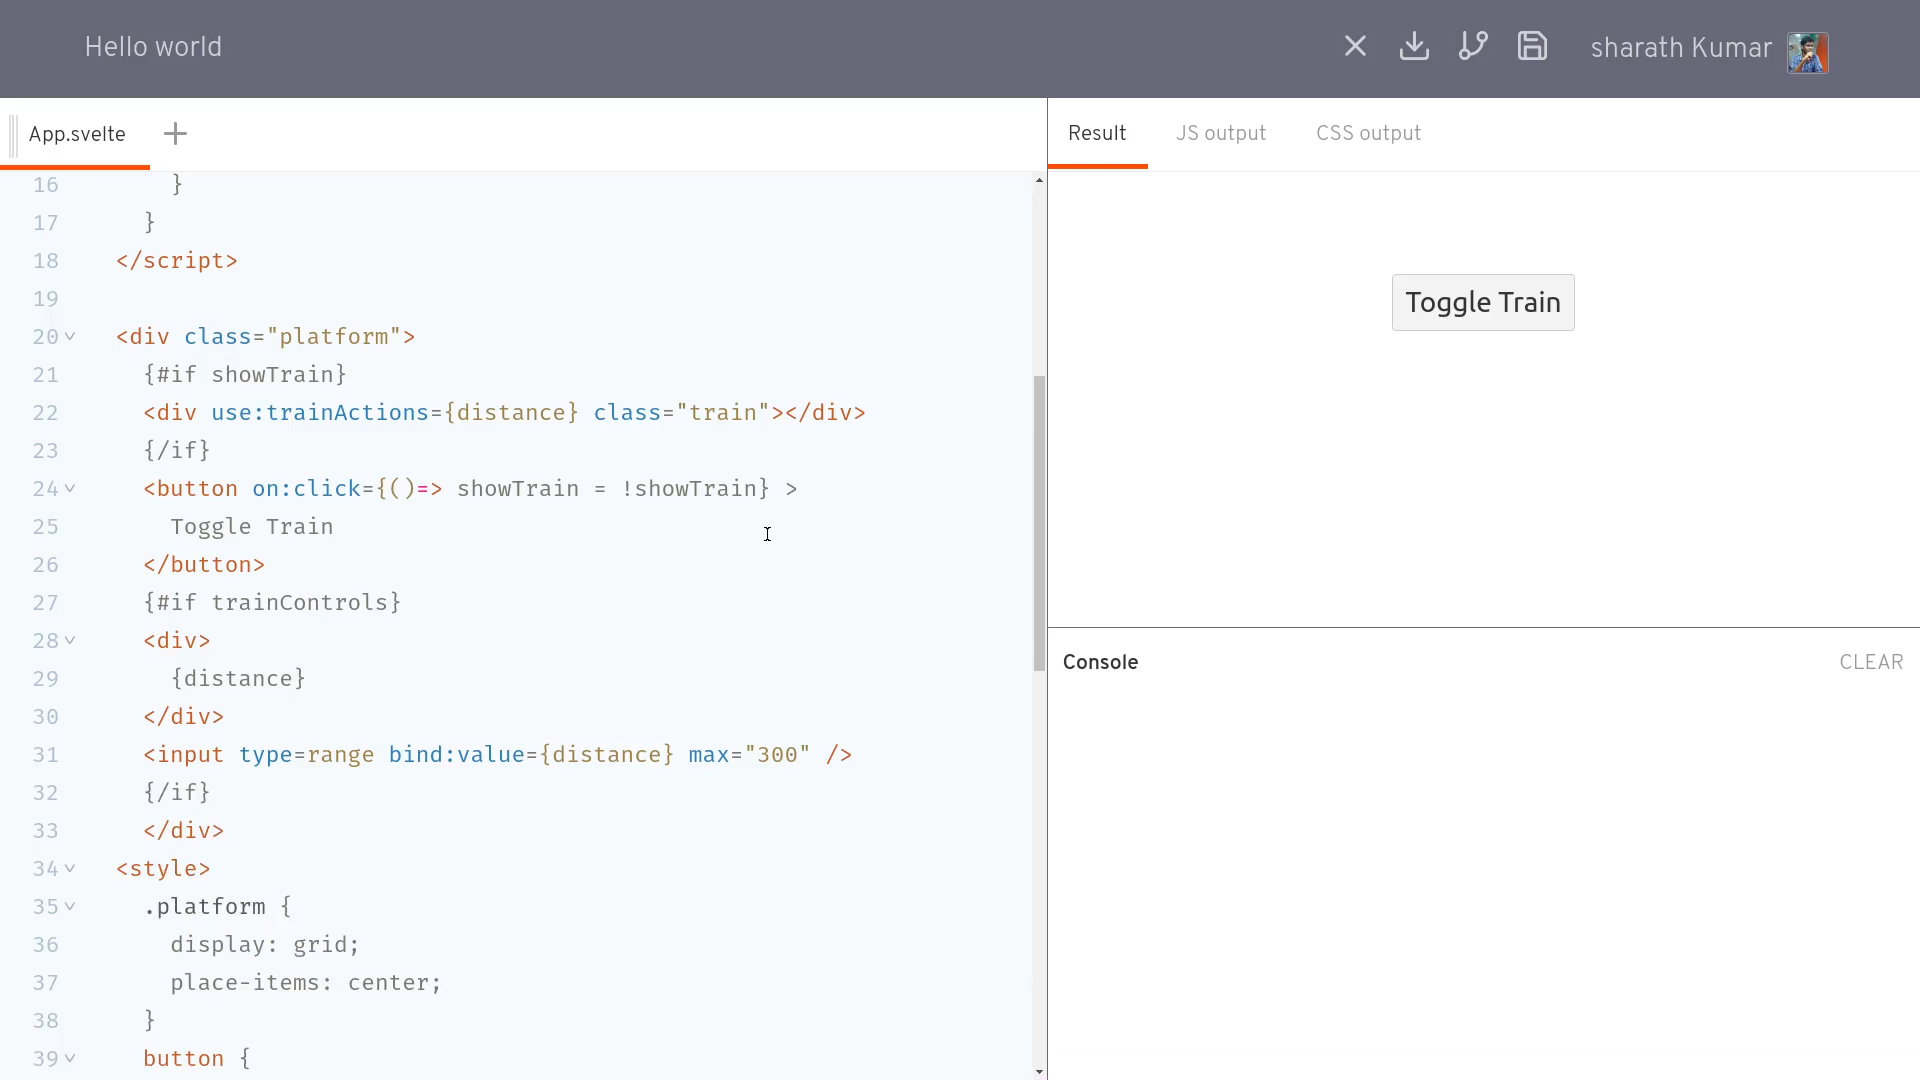 Hello world
sharath Kumar
App.svelte
Result JS output CSS output
16 }
17 }
18 </script>
19
20 <div class="platform">
21 {#if showTrain}
22 <div use:trainActions={distance} class="train"></div>
23 {/if}
24 <button on:click={()=> showTrain = !showTrain} >
25 Toggle Train
26 </button>
27 {#if trainControls}
28 <div>
29 {distance}
30 </div>
31 <input type=range bind:value={distance} max="300" />
32 {/if}
33 </div>
34 <style>
35 .platform {
36 display: grid;
37 place-items: center;
38 }
39 button {
Toggle Train
Console CLEAR